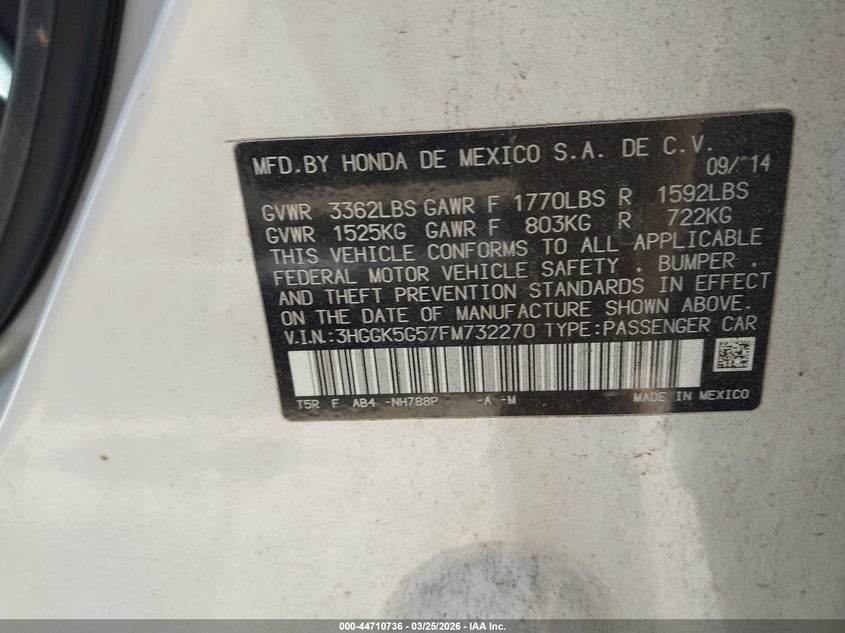 MFD.BY HONDA DE MEXICO S.A. DE C.V.
09/ 14
GVWR 3362LBS GAWR F 1770LBS R 1592LBS
GVWR 1525KG GAWR F 803KG R 722KG
THIS VEHICLE CONFORMS TO ALL APPLICABLE
FEDERAL MOTOR VEHICLE SAFETY , BUMPER ,
AND THEFT PREVENTION STANDARDS IN EFFECT
ON THE DATE OF MANUFACTURE SHOWN ABOVE.
V.I.N.:3HGGK5G57FM732270 TYPE:PASSENGER CAR
T5R F AB4 -NH788P -A -M MADE IN MEXICO
000-44710736 - 03/25/2026 - IAA Inc.